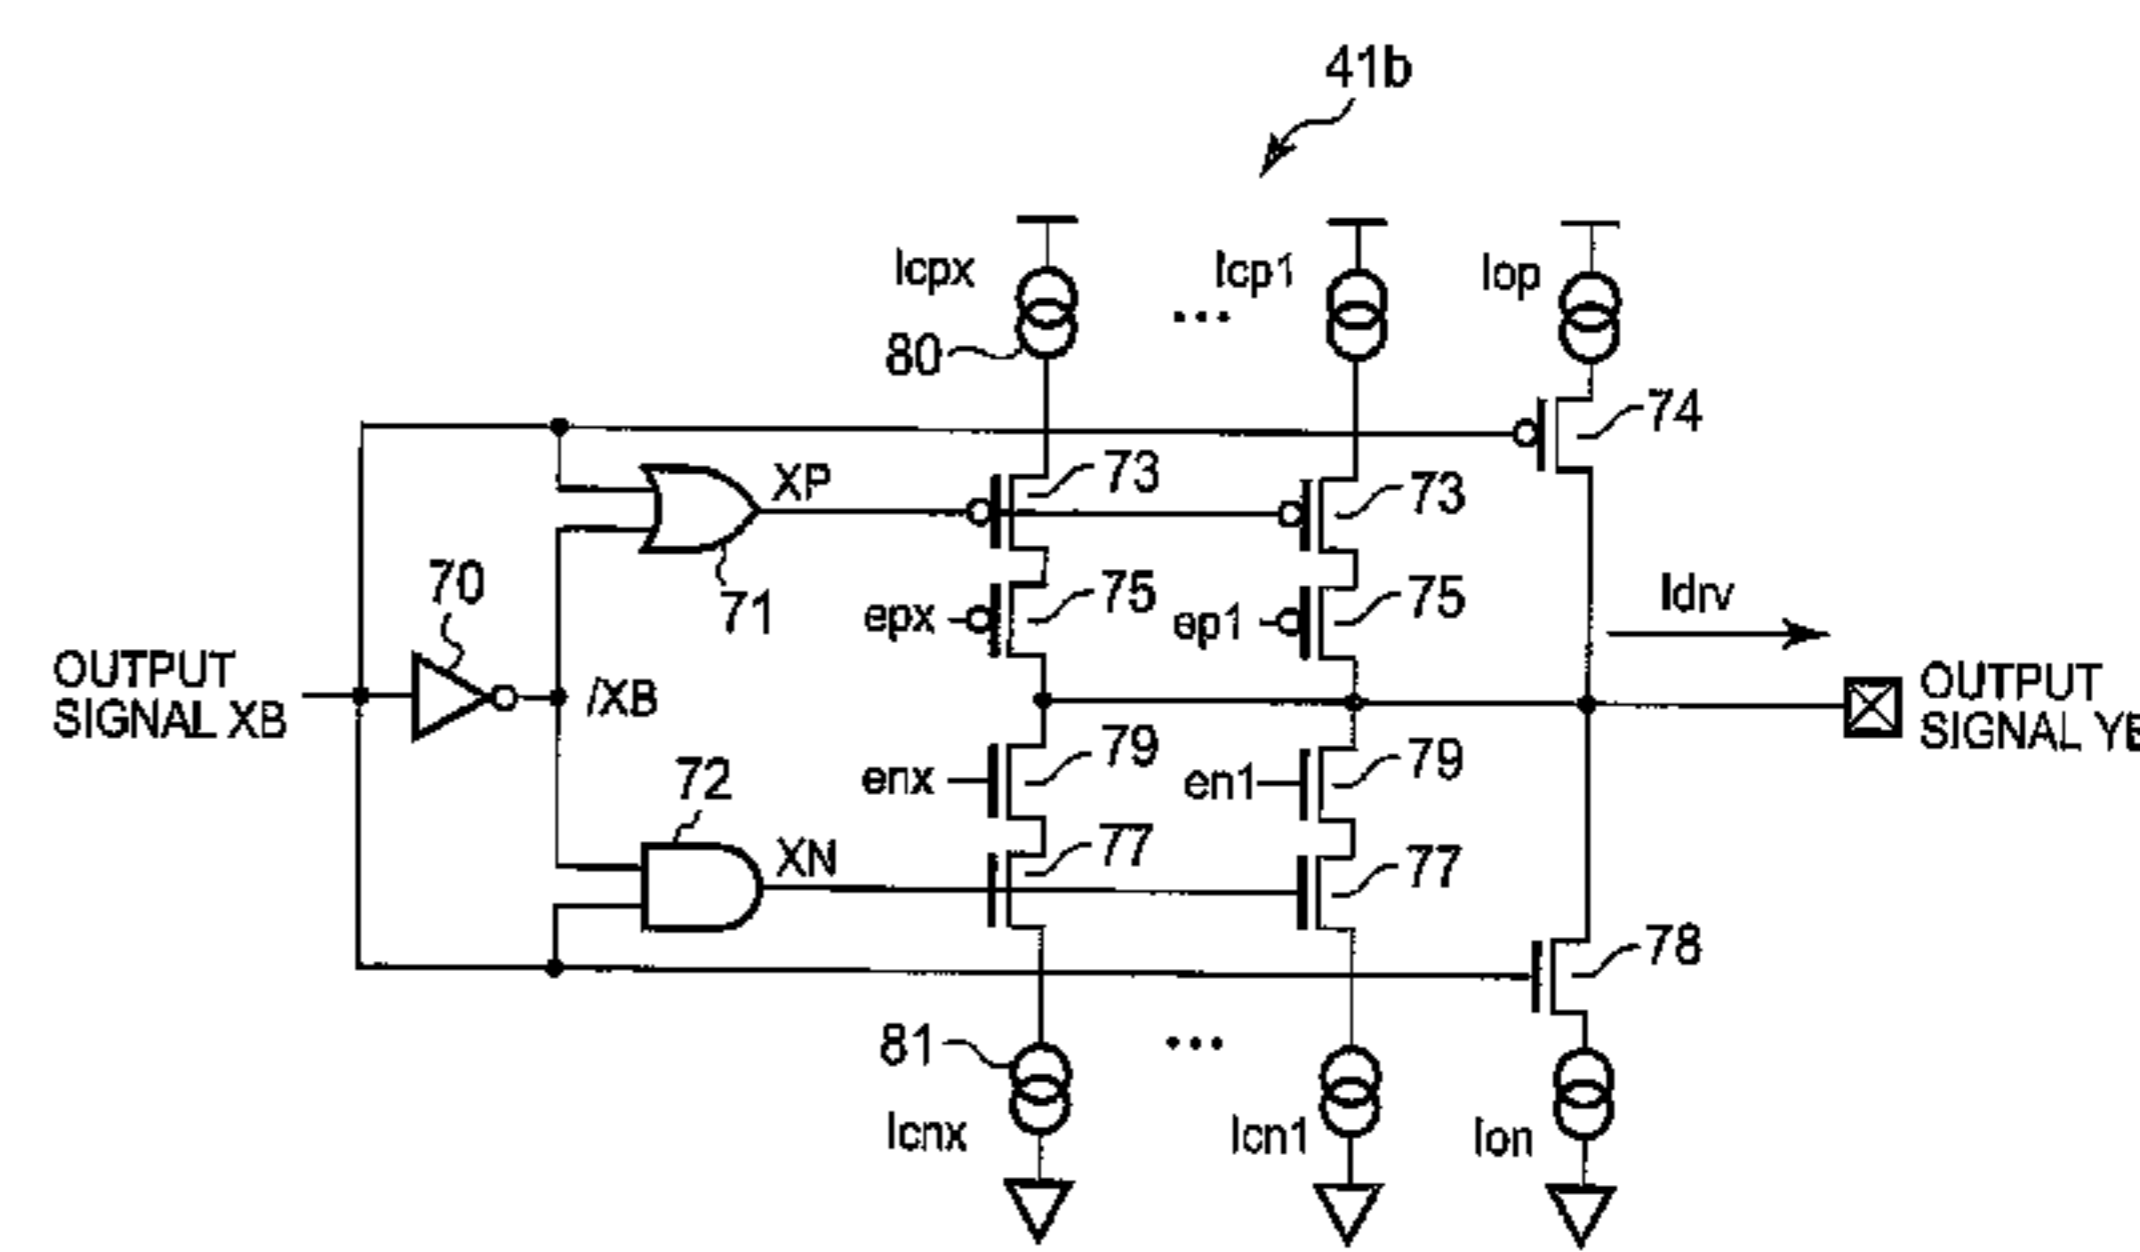 41b
Icpx
Icp1
Iop
80
74
XP
73
73
70
71
epx
75
ep1
75
Idrv
OUTPUT
SIGNAL XB
/XB
OUTPUT
SIGNAL YB
72
enx
79
en1
79
XN
77
77
78
81
Icnx
Icn1
Ion